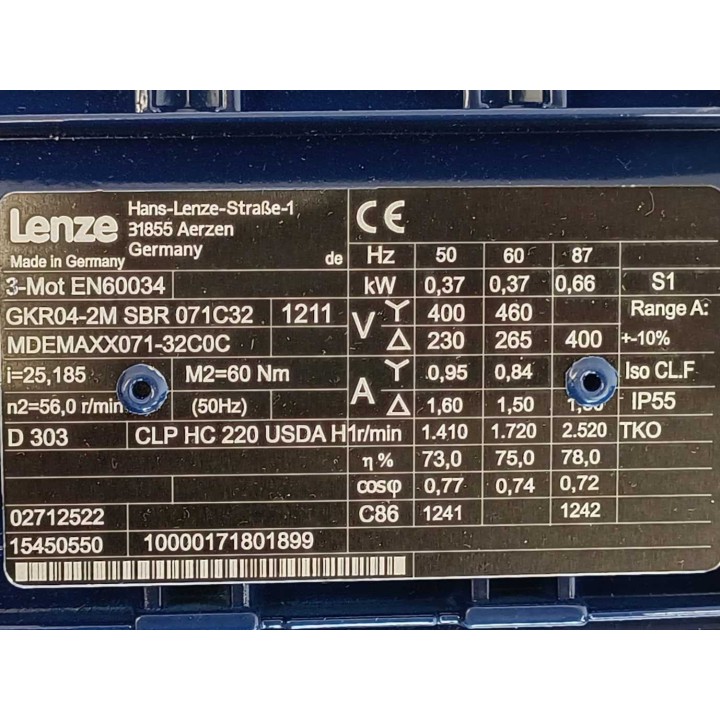 Lenze
Hans-Lenze-Straße-1
31855 Aerzen
Germany
Made in Germany
de
CE
Hz 50 60 87
3-Mot EN60034
kW 0,37 0,37 0,66 S1
GKR04-2M SBR 071C32 1211
V Y 400 460 Range A:
MDEMAXX071-32C0C
Δ 230 265 400 +-10%
i=25,185 M2=60 Nm
A Y 0,95 0,84 Iso CL.F
n2=56,0 r/min (50Hz)
Δ 1,60 1,50 IP55
D 303 CLP HC 220 USDA H1
r/min 1.410 1.720 2.520 TKO
η % 73,0 75,0 78,0
cosφ 0,77 0,74 0,72
02712522
C86 1241 1242
15450550 10000171801899